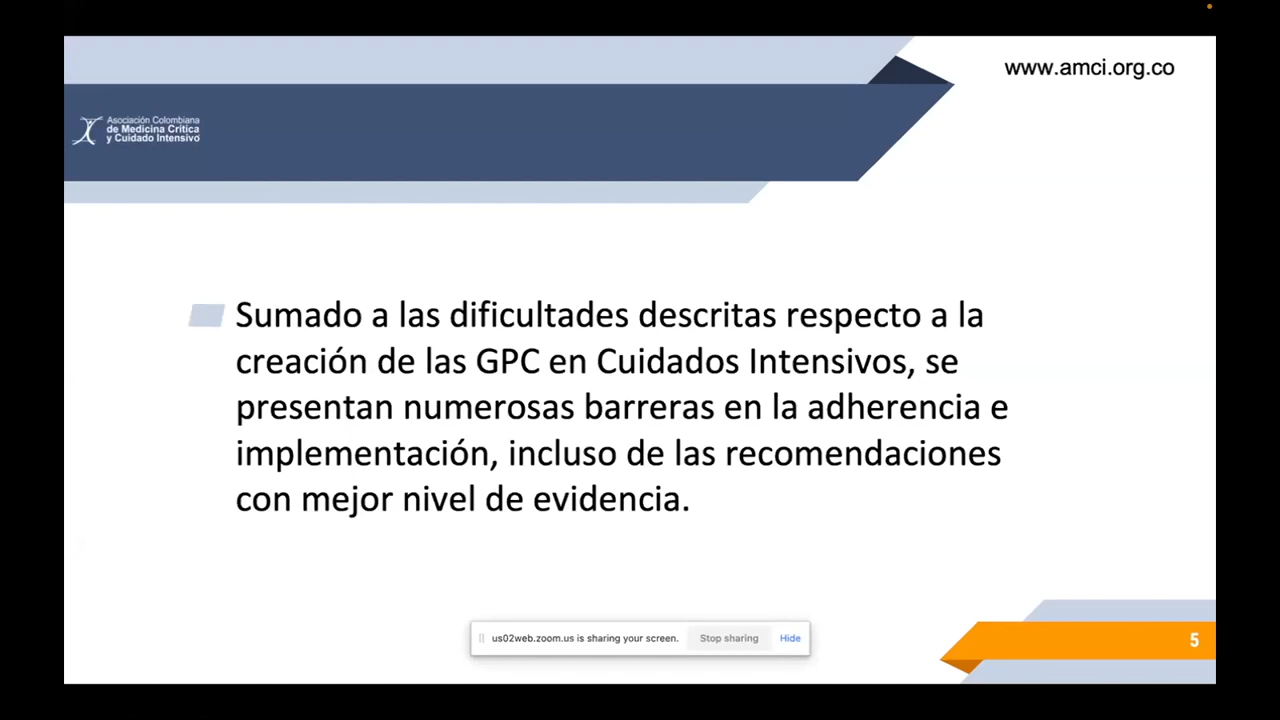 www.amci.org.co
Asociación Colombiana
de Medicina Crítica
y Cuidado Intensivo
Sumado a las dificultades descritas respecto a la
creación de las GPC en Cuidados Intensivos, se
presentan numerosas barreras en la adherencia e
implementación, incluso de las recomendaciones
con mejor nivel de evidencia.
us02web.zoom.us is sharing your screen. Stop sharing Hide
5